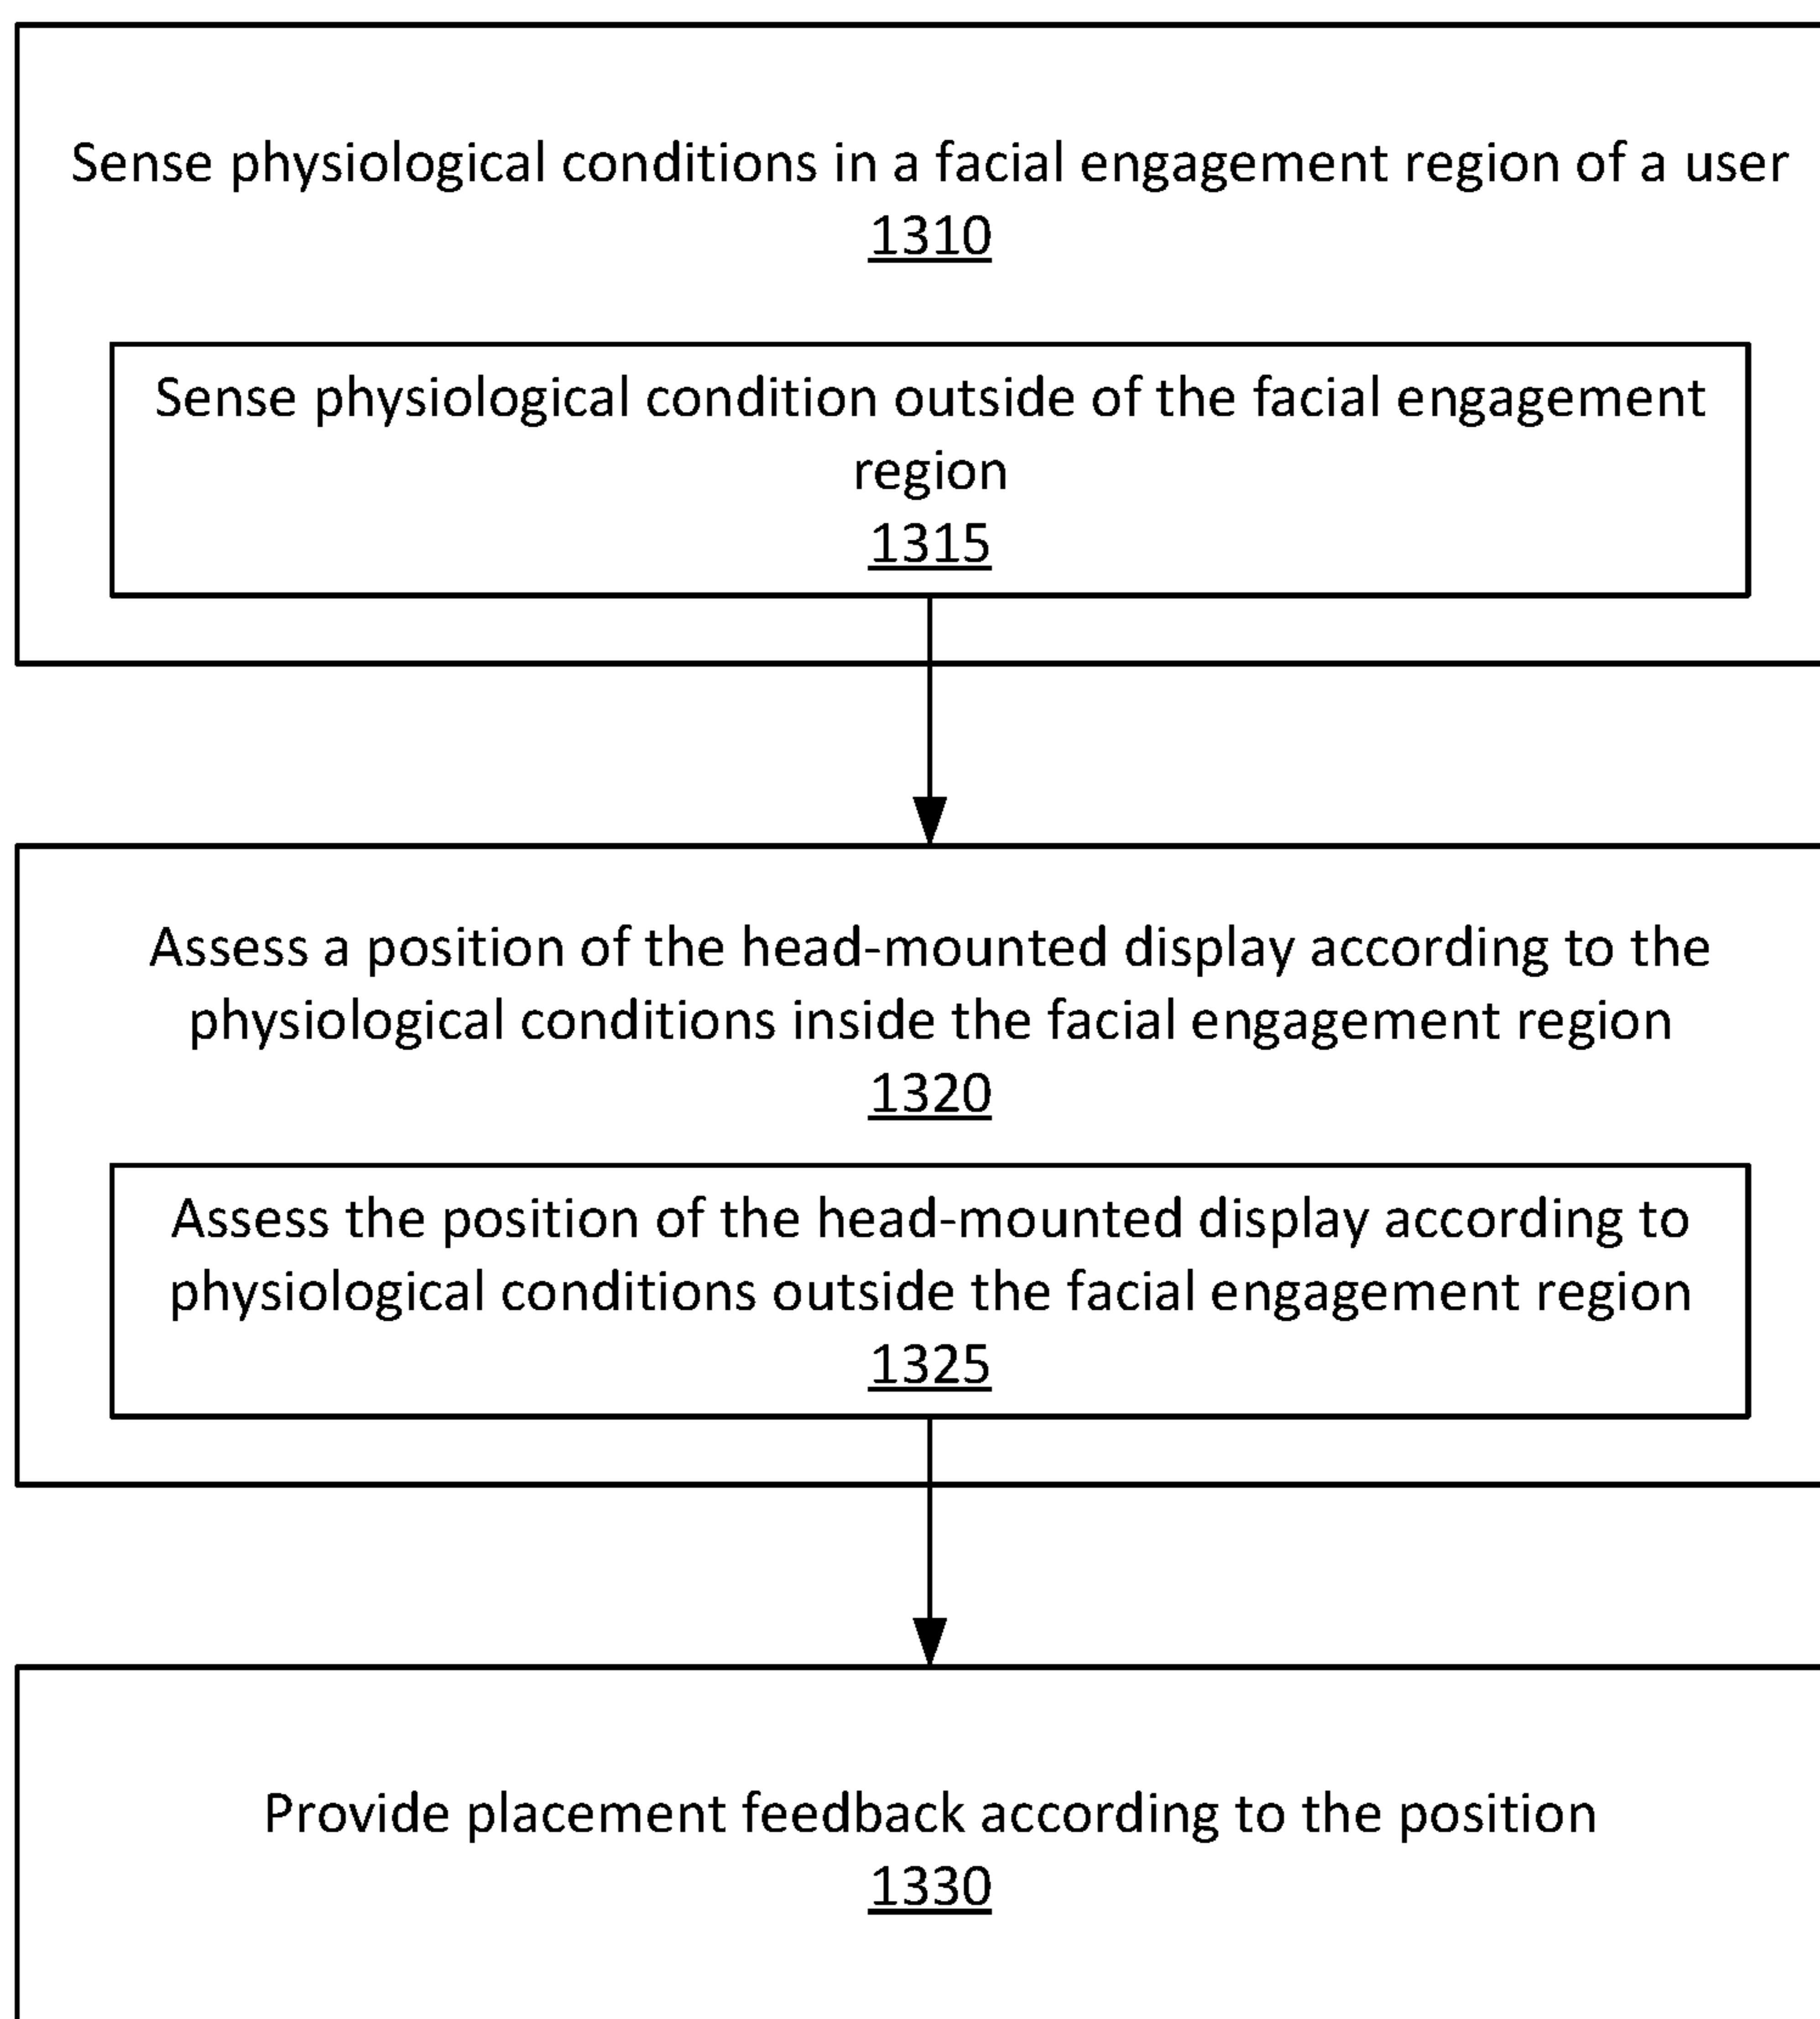 Sense physiological conditions in a facial engagement region of a user
1310
Sense physiological condition outside of the facial engagement
region
1315
Assess a position of the head-mounted display according to the
physiological conditions inside the facial engagement region
1320
Assess the position of the head-mounted display according to
physiological conditions outside the facial engagement region
1325
Provide placement feedback according to the position
1330